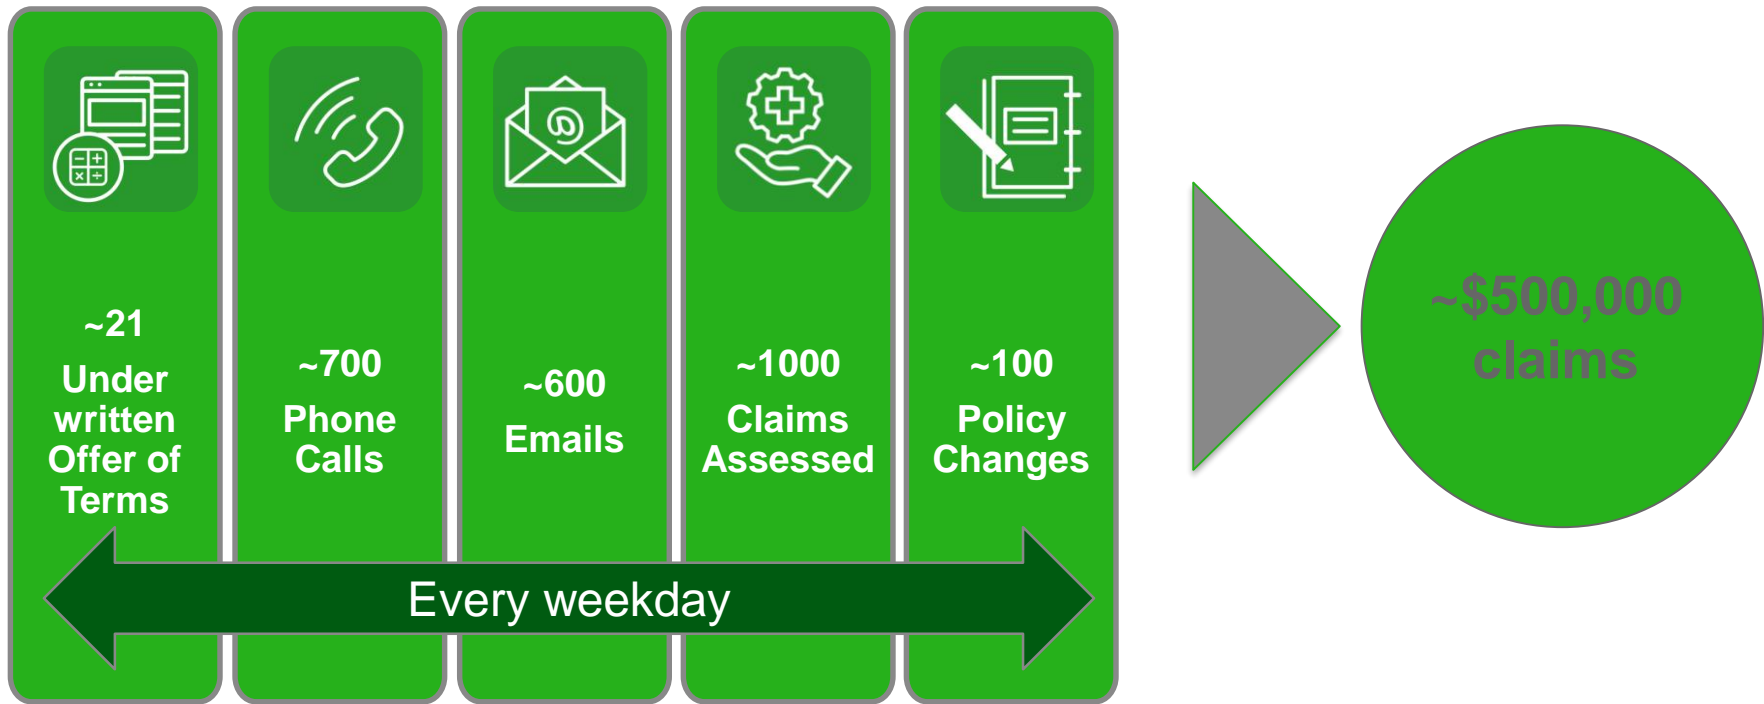 ~21
Under
written
Offer of
Terms
~700
Phone
Calls
~600
Emails
~1000
Claims
Assessed
~100
Policy
Changes
Every weekday
~$500,000
claims